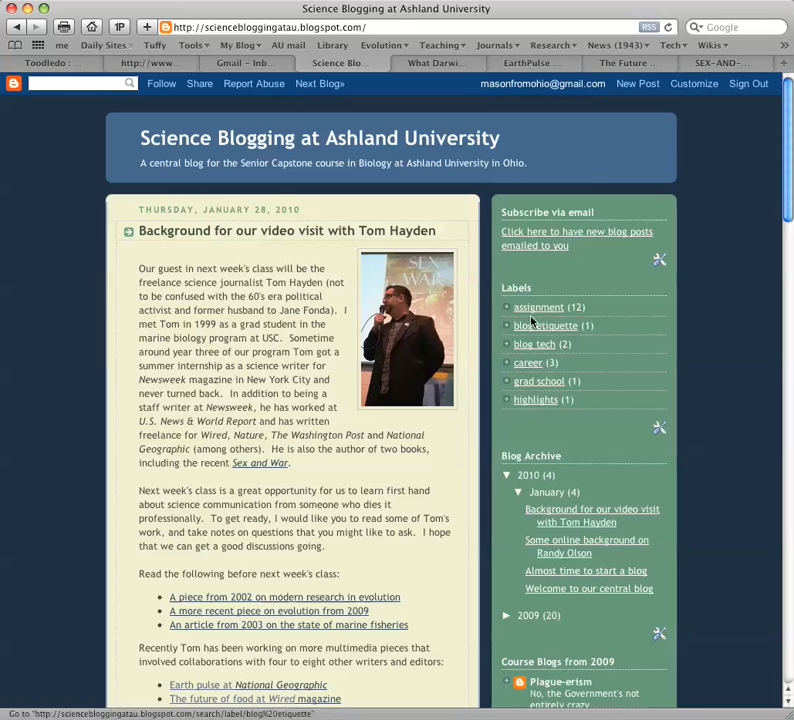 Science Blogging at Ashland University
http://sciencebloggingatau.blogspot.com/
RSS
Google
me Daily Sites Tuffy Tools My Blog AU mail Library Evolution Teaching Journals Research News (1943) Tech Wikis
Toodledo : ... http://www... Gmail – Inb... Science Blo... What Darwi... EarthPulse ... The Future ... SEX-AND-...
Follow Share Report Abuse Next Blog» masonfromohio@gmail.com New Post Customize Sign Out
Science Blogging at Ashland University
A central blog for the Senior Capstone course in Biology at Ashland University in Ohio.
THURSDAY, JANUARY 28, 2010
Background for our video visit with Tom Hayden
Our guest in next week's class will be the
freelance science journalist Tom Hayden (not
to be confused with the 60's era political
activist and former husband to Jane Fonda). I
met Tom in 1999 as a grad student in the
marine biology program at USC. Sometime
around year three of our program Tom got a
summer internship as a science writer for
Newsweek magazine in New York City and
never turned back. In addition to being a
staff writer at Newsweek, he has worked at
U.S. News & World Report and has written
freelance for Wired, Nature, The Washington Post and National
Geographic (among others). He is also the author of two books,
including the recent Sex and War.
SEX
WAR
Next week's class is a great opportunity for us to learn first hand
about science communication from someone who dies it
professionally. To get ready, I would like you to read some of Tom's
work, and take notes on questions that you might like to ask. I hope
that we can get a good discussions going.
Read the following before next week's class:
A piece from 2002 on modern research in evolution
A more recent piece on evolution from 2009
An article from 2003 on the state of marine fisheries
Recently Tom has been working on more multimedia pieces that
involved collaborations with four to eight other writers and editors:
Earth pulse at National Geographic
The future of food at Wired magazine
Subscribe via email
Click here to have new blog posts
emailed to you
Labels
assignment (12)
blog etiquette (1)
blog tech (2)
career (3)
grad school (1)
highlights (1)
Blog Archive
▼ 2010 (4)
▼ January (4)
Background for our video visit
with Tom Hayden
Some online background on
Randy Olson
Almost time to start a blog
Welcome to our central blog
► 2009 (20)
Course Blogs from 2009
Plague-erism
No, the Government's not
entirely crazy
Go to "http://sciencebloggingatau.blogspot.com/search/label/blog%20etiquette"